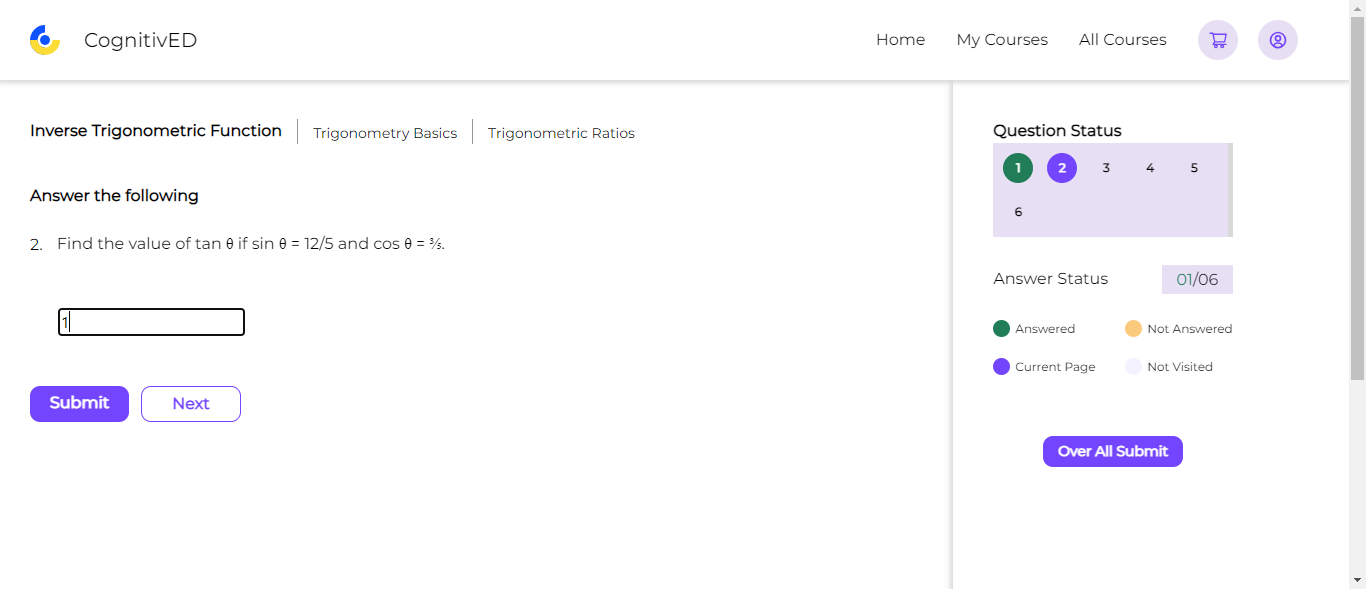 CognitivED
Home My Courses All Courses
Inverse Trigonometric Function Trigonometry Basics Trigonometric Ratios
Answer the following
2. Find the value of tan θ if sin θ = 12/5 and cos θ = ⅗.
1
Submit Next
Question Status
1 2 3 4 5
6
Answer Status 01/06
Answered Not Answered
Current Page Not Visited
Over All Submit